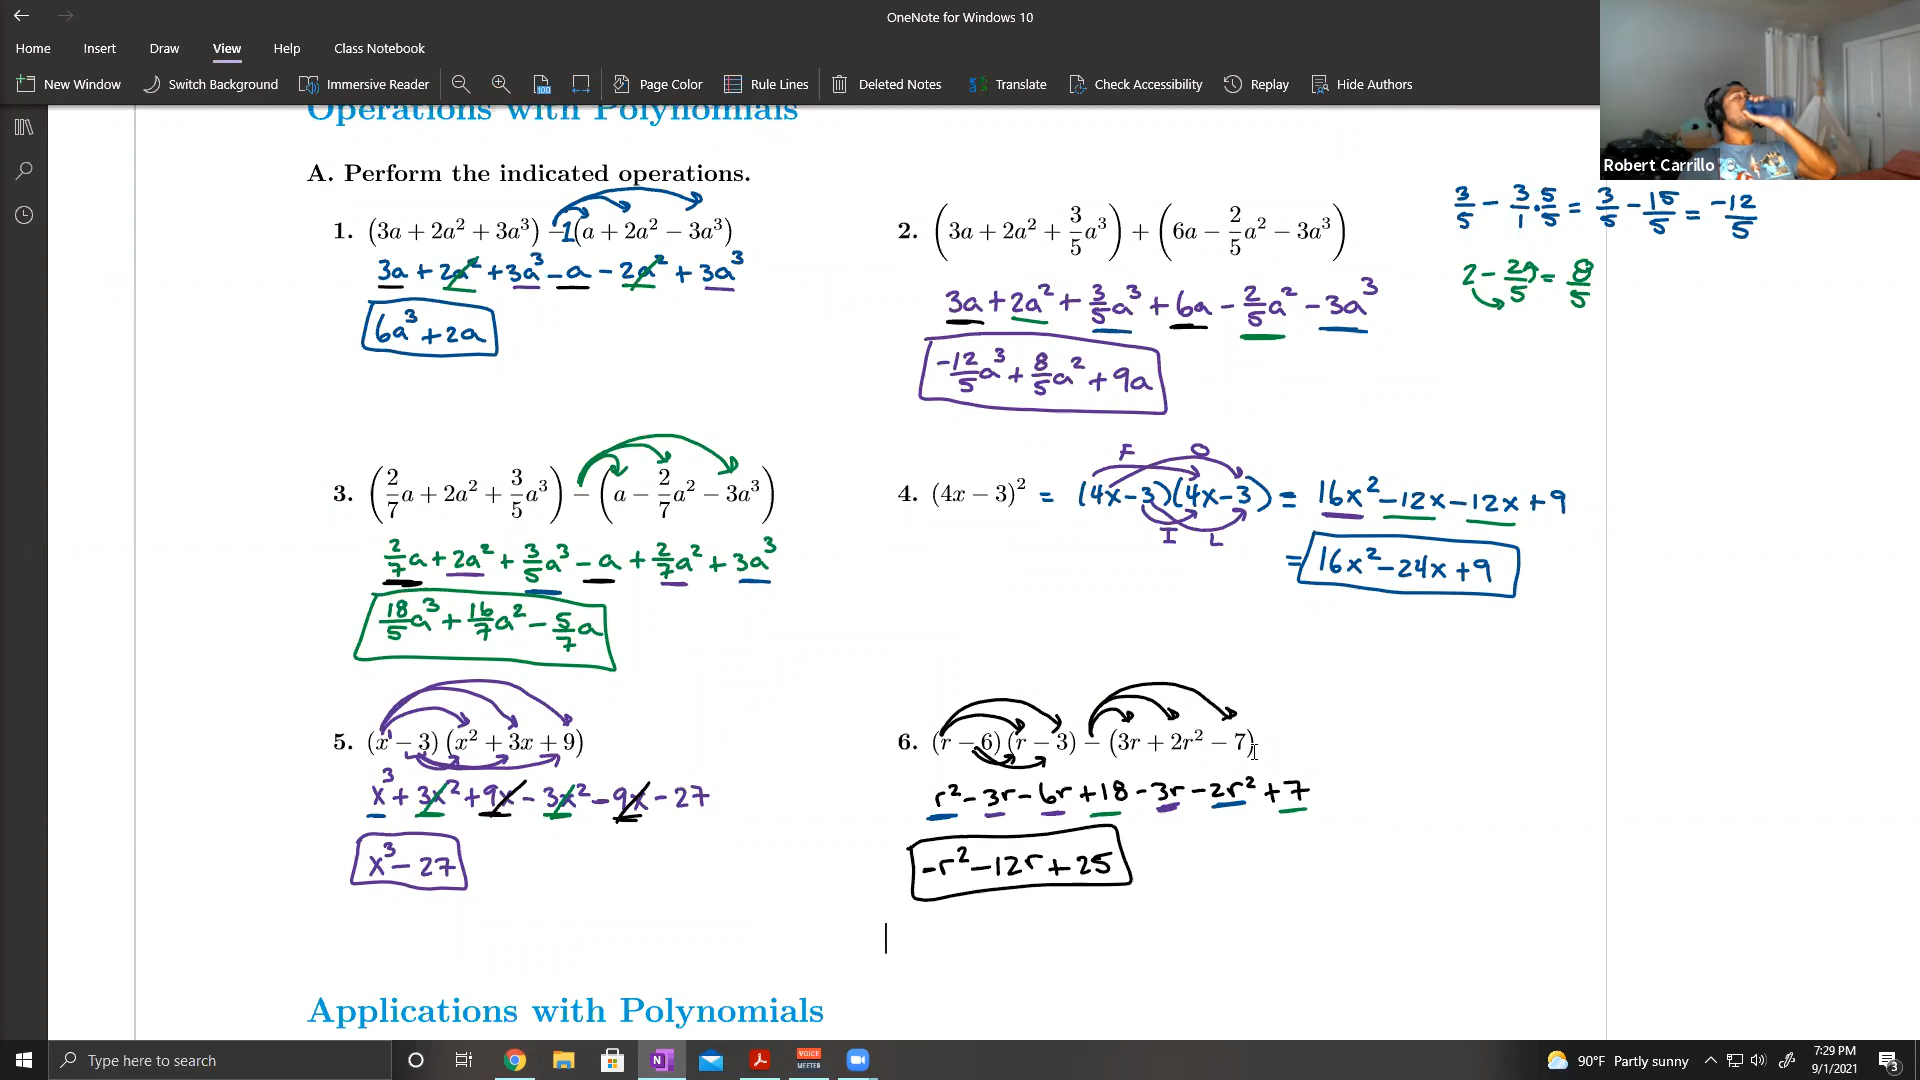 OneNote for Windows 10
Home Insert Draw View Help Class Notebook
New Window Switch Background Immersive Reader 100 Page Color Rule Lines Deleted Notes Translate Check Accessibility Replay Hide Authors
Robert Carrillo
Operations with Polynomials
A. Perform the indicated operations.
1. (3a + 2a² + 3a³) − 1(a + 2a² − 3a³)
3a + 2a² + 3a³ − a − 2a² + 3a³
6a³ + 2a
2. (3a + 2a² + 3/5 a³) + (6a − 2/5 a² − 3a³)
3a + 2a² + 3/5 a³ + 6a − 2/5 a² − 3a³
-12/5 a³ + 8/5 a² + 9a
3/5 − 3/1 · 5/5 = 3/5 − 15/5 = -12/5
= 8/5
3. (2/7 a + 2a² + 3/5 a³) − (a − 2/7 a² − 3a³)
2/7 a + 2a² + 3/5 a³ − a + 2/7 a² + 3a³
18/5 a³ + 16/7 a² − 5/7 a
4. (4x − 3)² = (4x − 3)(4x − 3) = 16x² − 12x − 12x + 9
F O
I L
= 16x² − 24x + 9
5. (x − 3)(x² + 3x + 9)
x³ + 3x² + 9x − 3x² − 9x − 27
x³ − 27
6. (r − 6)(r − 3) − (3r + 2r² − 7)
r² − 3r − 6r + 18 − 3r − 2r² + 7
-r² − 12r + 25
Applications with Polynomials
Type here to search
VOICE MEETER
90°F Partly sunny
7:29 PM
9/1/2021
3